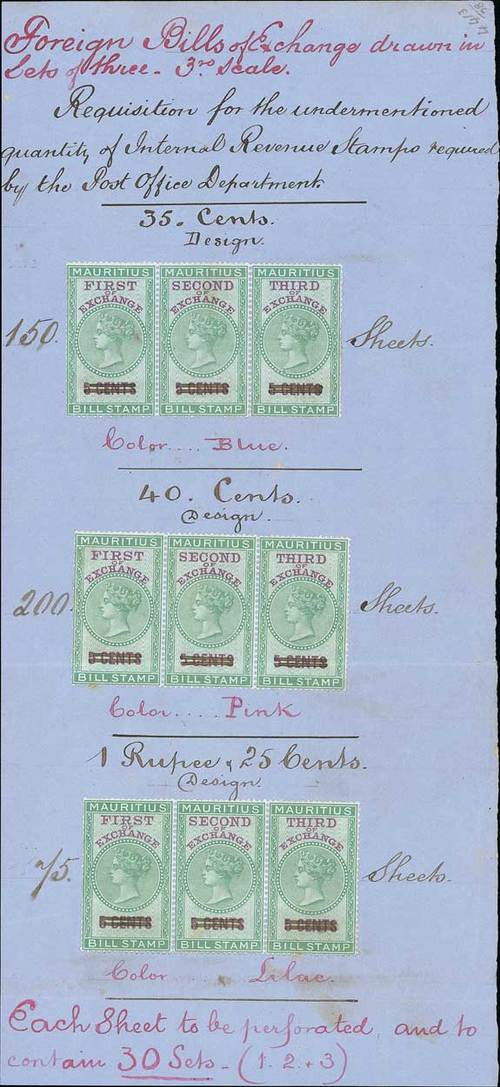 Foreign Bills of Exchange drawn in
Sets of three - 3rd Scale.
Requisition for the undermentioned
quantity of Internal Revenue Stamps required
by the Post Office Department.
35. Cents.
Design.
MAURITIUS MAURITIUS MAURITIUS
FIRST SECOND THIRD
OF OF OF
EXCHANGE EXCHANGE EXCHANGE
150. Sheets.
5 CENTS 5 CENTS 5 CENTS
BILL STAMP BILL STAMP BILL STAMP
Color .... Blue.
40. Cents.
Design.
MAURITIUS MAURITIUS MAURITIUS
FIRST SECOND THIRD
OF OF OF
EXCHANGE EXCHANGE EXCHANGE
200. Sheets.
5 CENTS 5 CENTS 5 CENTS
BILL STAMP BILL STAMP BILL STAMP
Color .... Pink
1 Rupee & 25 Cents.
Design.
MAURITIUS MAURITIUS MAURITIUS
FIRST SECOND THIRD
OF OF OF
EXCHANGE EXCHANGE EXCHANGE
75. Sheets.
5 CENTS 5 CENTS 5 CENTS
BILL STAMP BILL STAMP BILL STAMP
Color .... Lilac.
Each Sheet to be perforated, and to
contain 30 Sets - (1. 2. + 3)